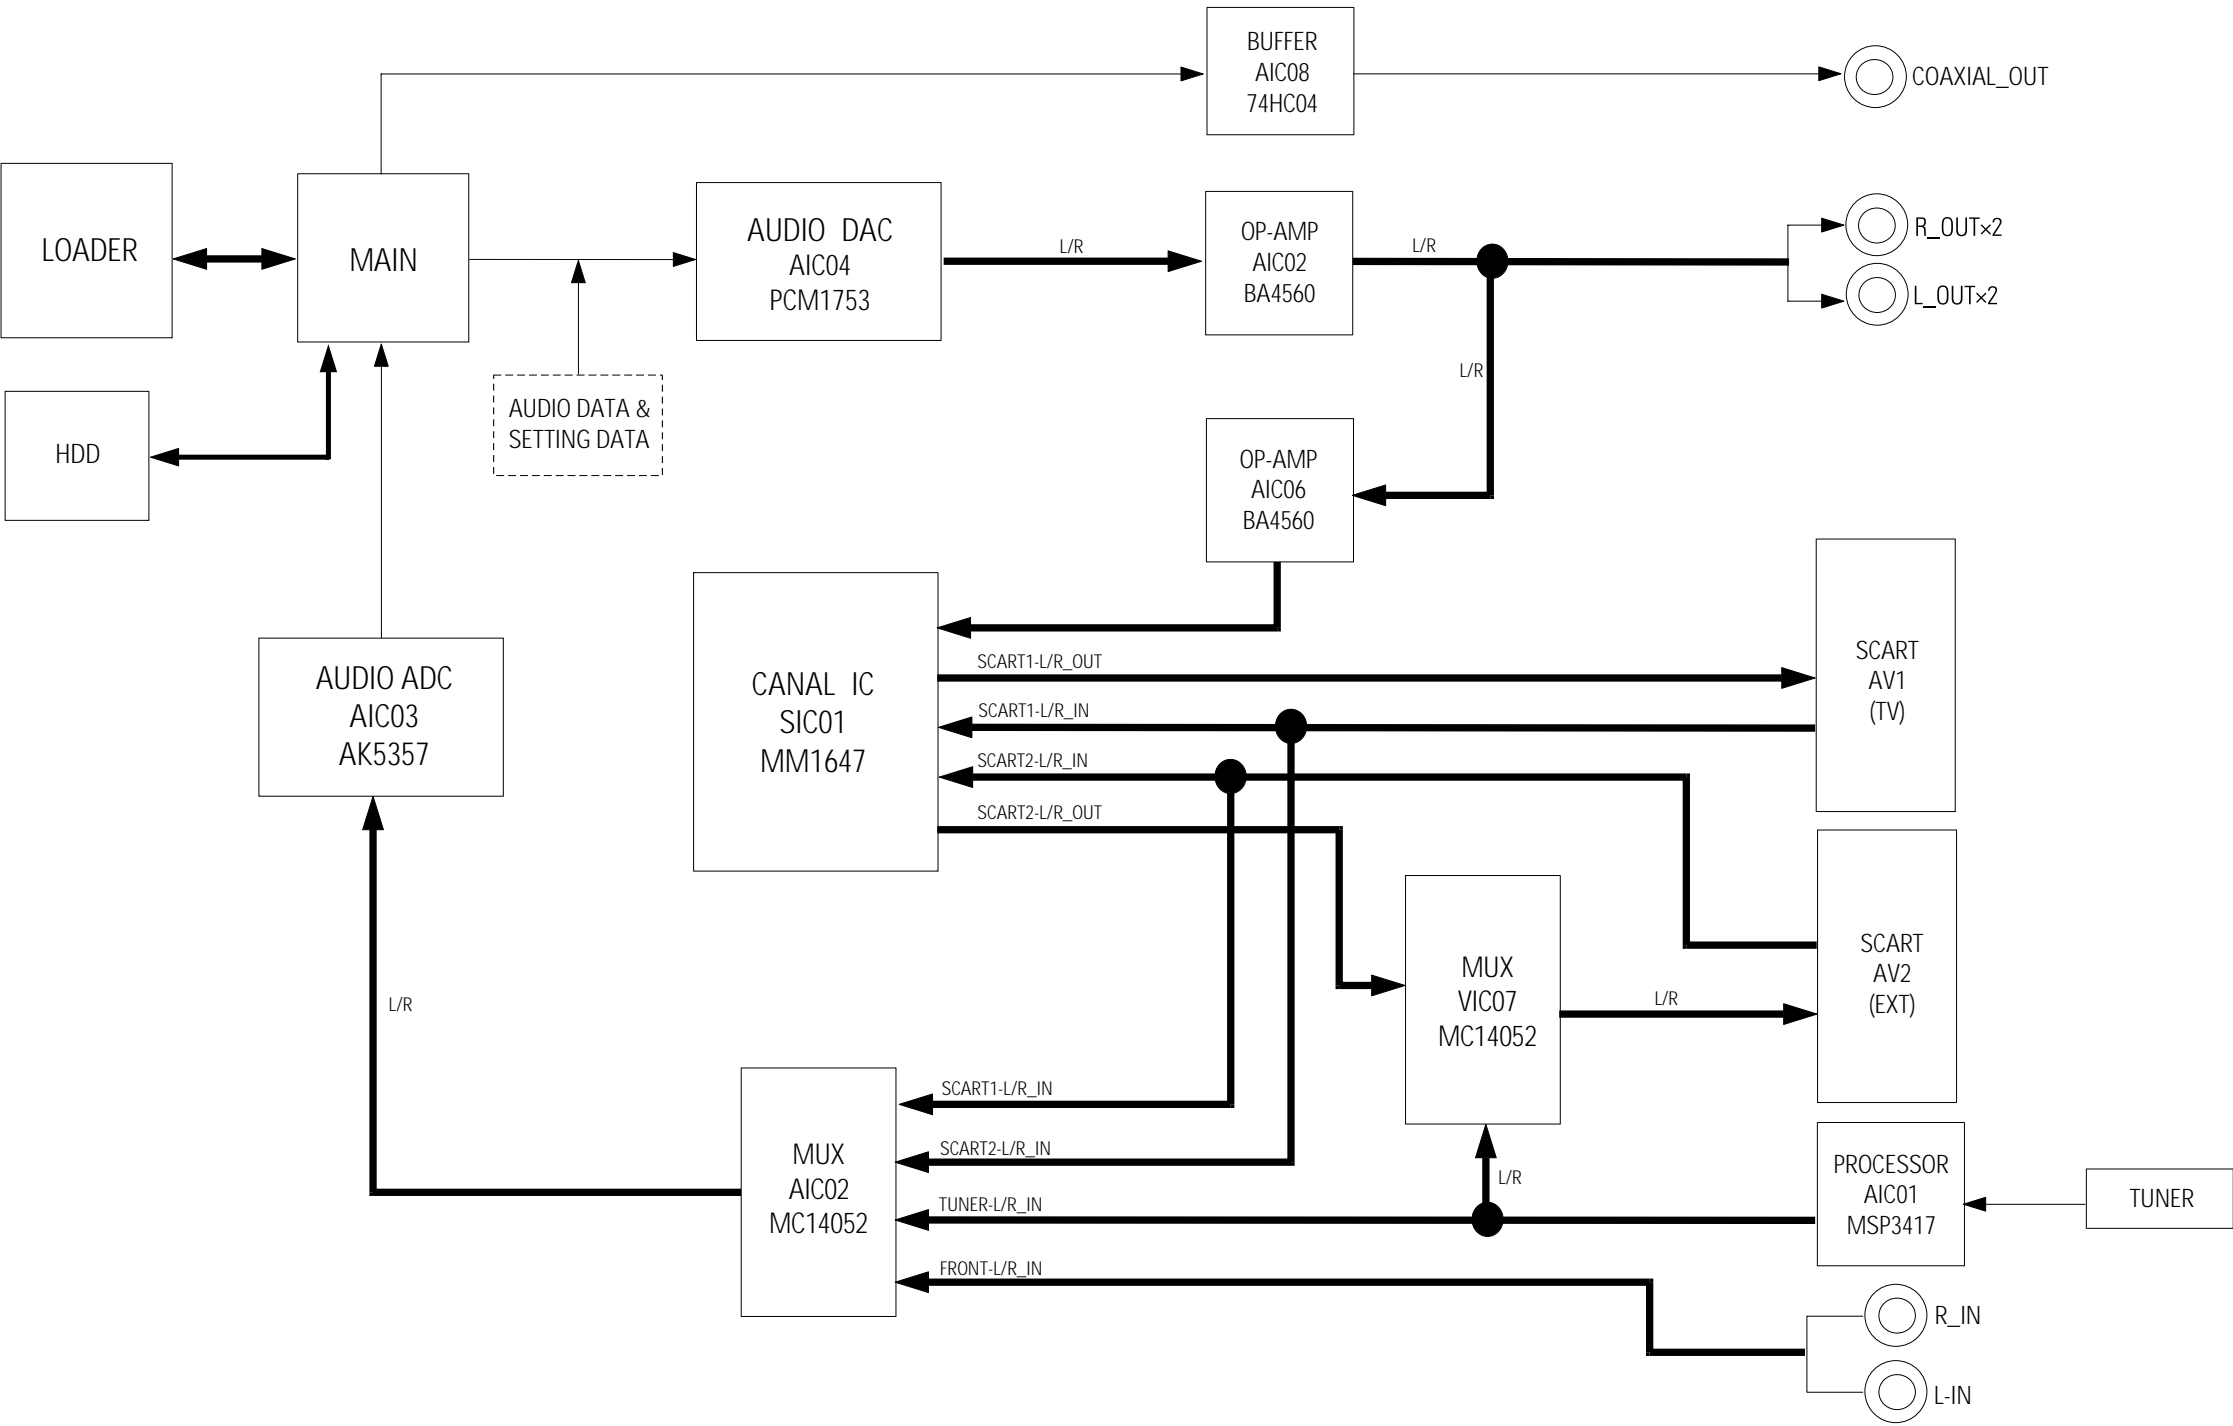 BUFFER
AIC08
74HC04
COAXIAL_OUT
LOADER
MAIN
AUDIO DAC
AIC04
PCM1753
L/R
OP-AMP
AIC02
BA4560
L/R
R_OUT×2
L_OUT×2
L/R
HDD
AUDIO DATA &
SETTING DATA
OP-AMP
AIC06
BA4560
AUDIO ADC
AIC03
AK5357
CANAL IC
SIC01
MM1647
SCART1-L/R_OUT
SCART1-L/R_IN
SCART2-L/R_IN
SCART2-L/R_OUT
SCART
AV1
(TV)
SCART
AV2
(EXT)
MUX
VIC07
MC14052
L/R
L/R
MUX
AIC02
MC14052
SCART1-L/R_IN
SCART2-L/R_IN
TUNER-L/R_IN
FRONT-L/R_IN
L/R
PROCESSOR
AIC01
MSP3417
TUNER
R_IN
L-IN